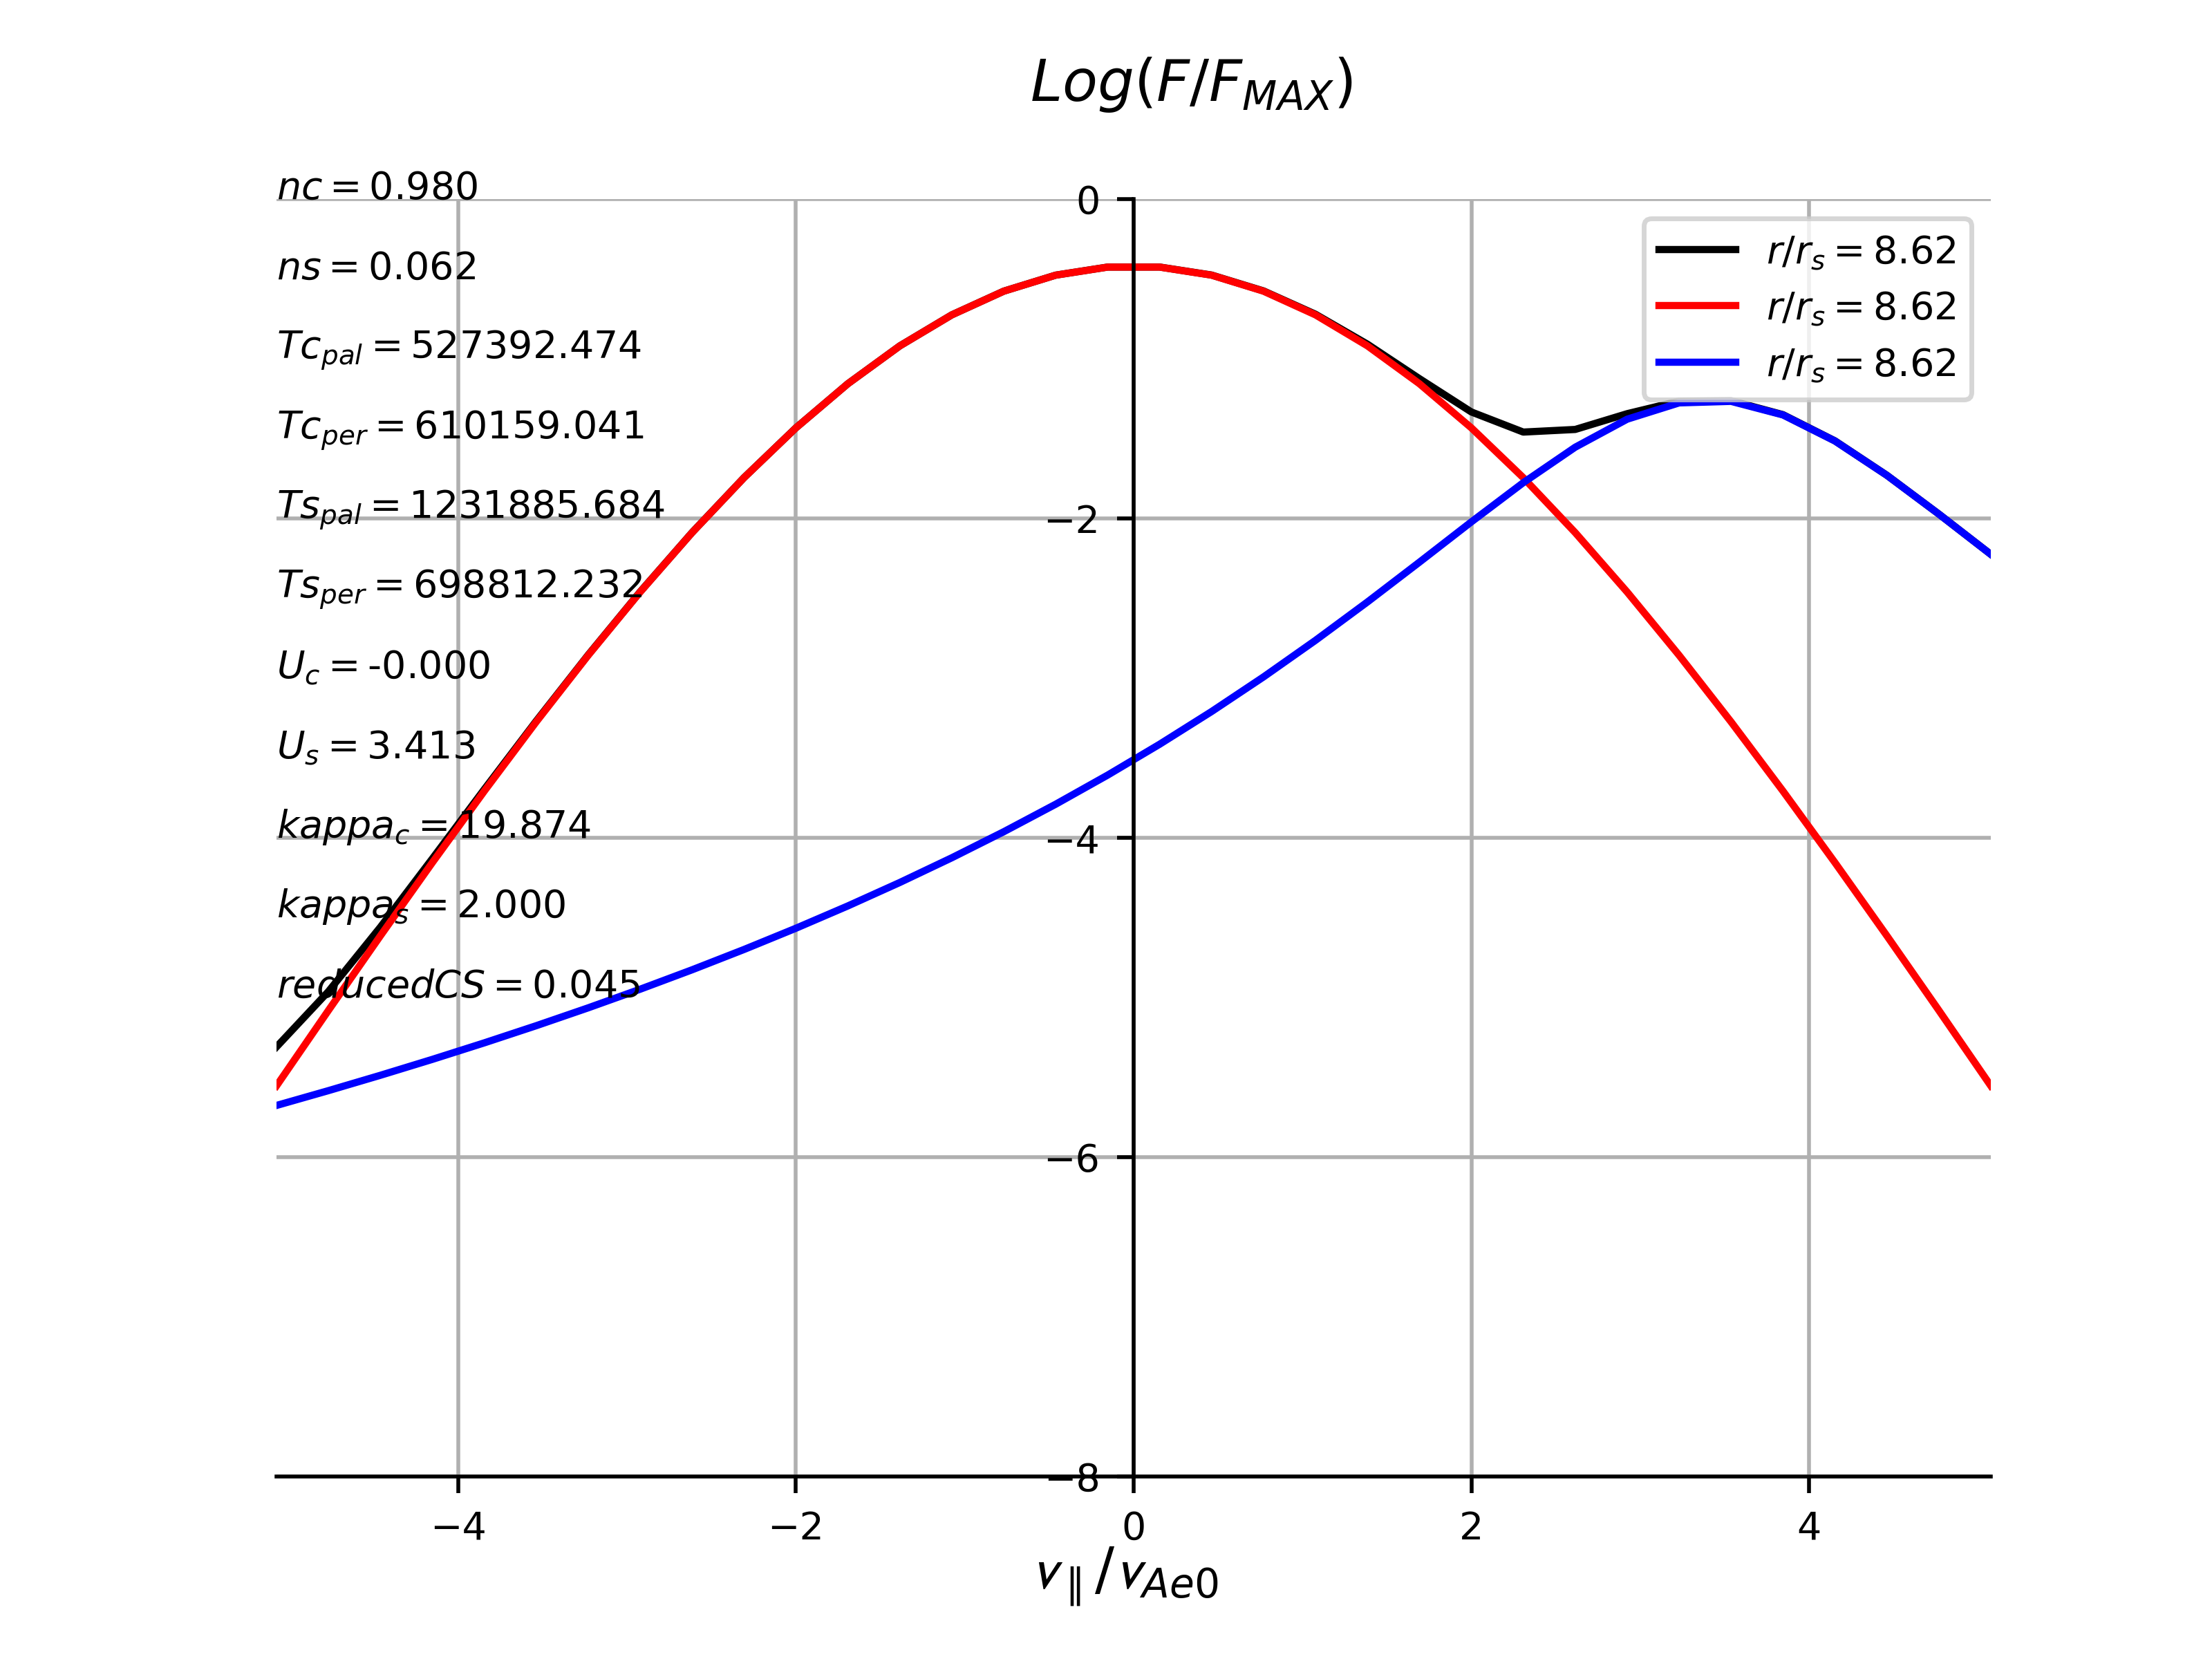 Log(F/F_MAX)
nc = 0.980
ns = 0.062
Tc_pal = 527392.474
Tc_per = 610159.041
Ts_pal = 1231885.684
Ts_per = 698812.232
U_c = -0.000
U_s = 3.413
kappa_c = 19.874
kappa_s = 2.000
reducedCS = 0.045
r/r_s = 8.62
r/r_s = 8.62
r/r_s = 8.62
0
−2
−4
−6
−8
−4 −2 0 2 4
v_∥/v_Ae0